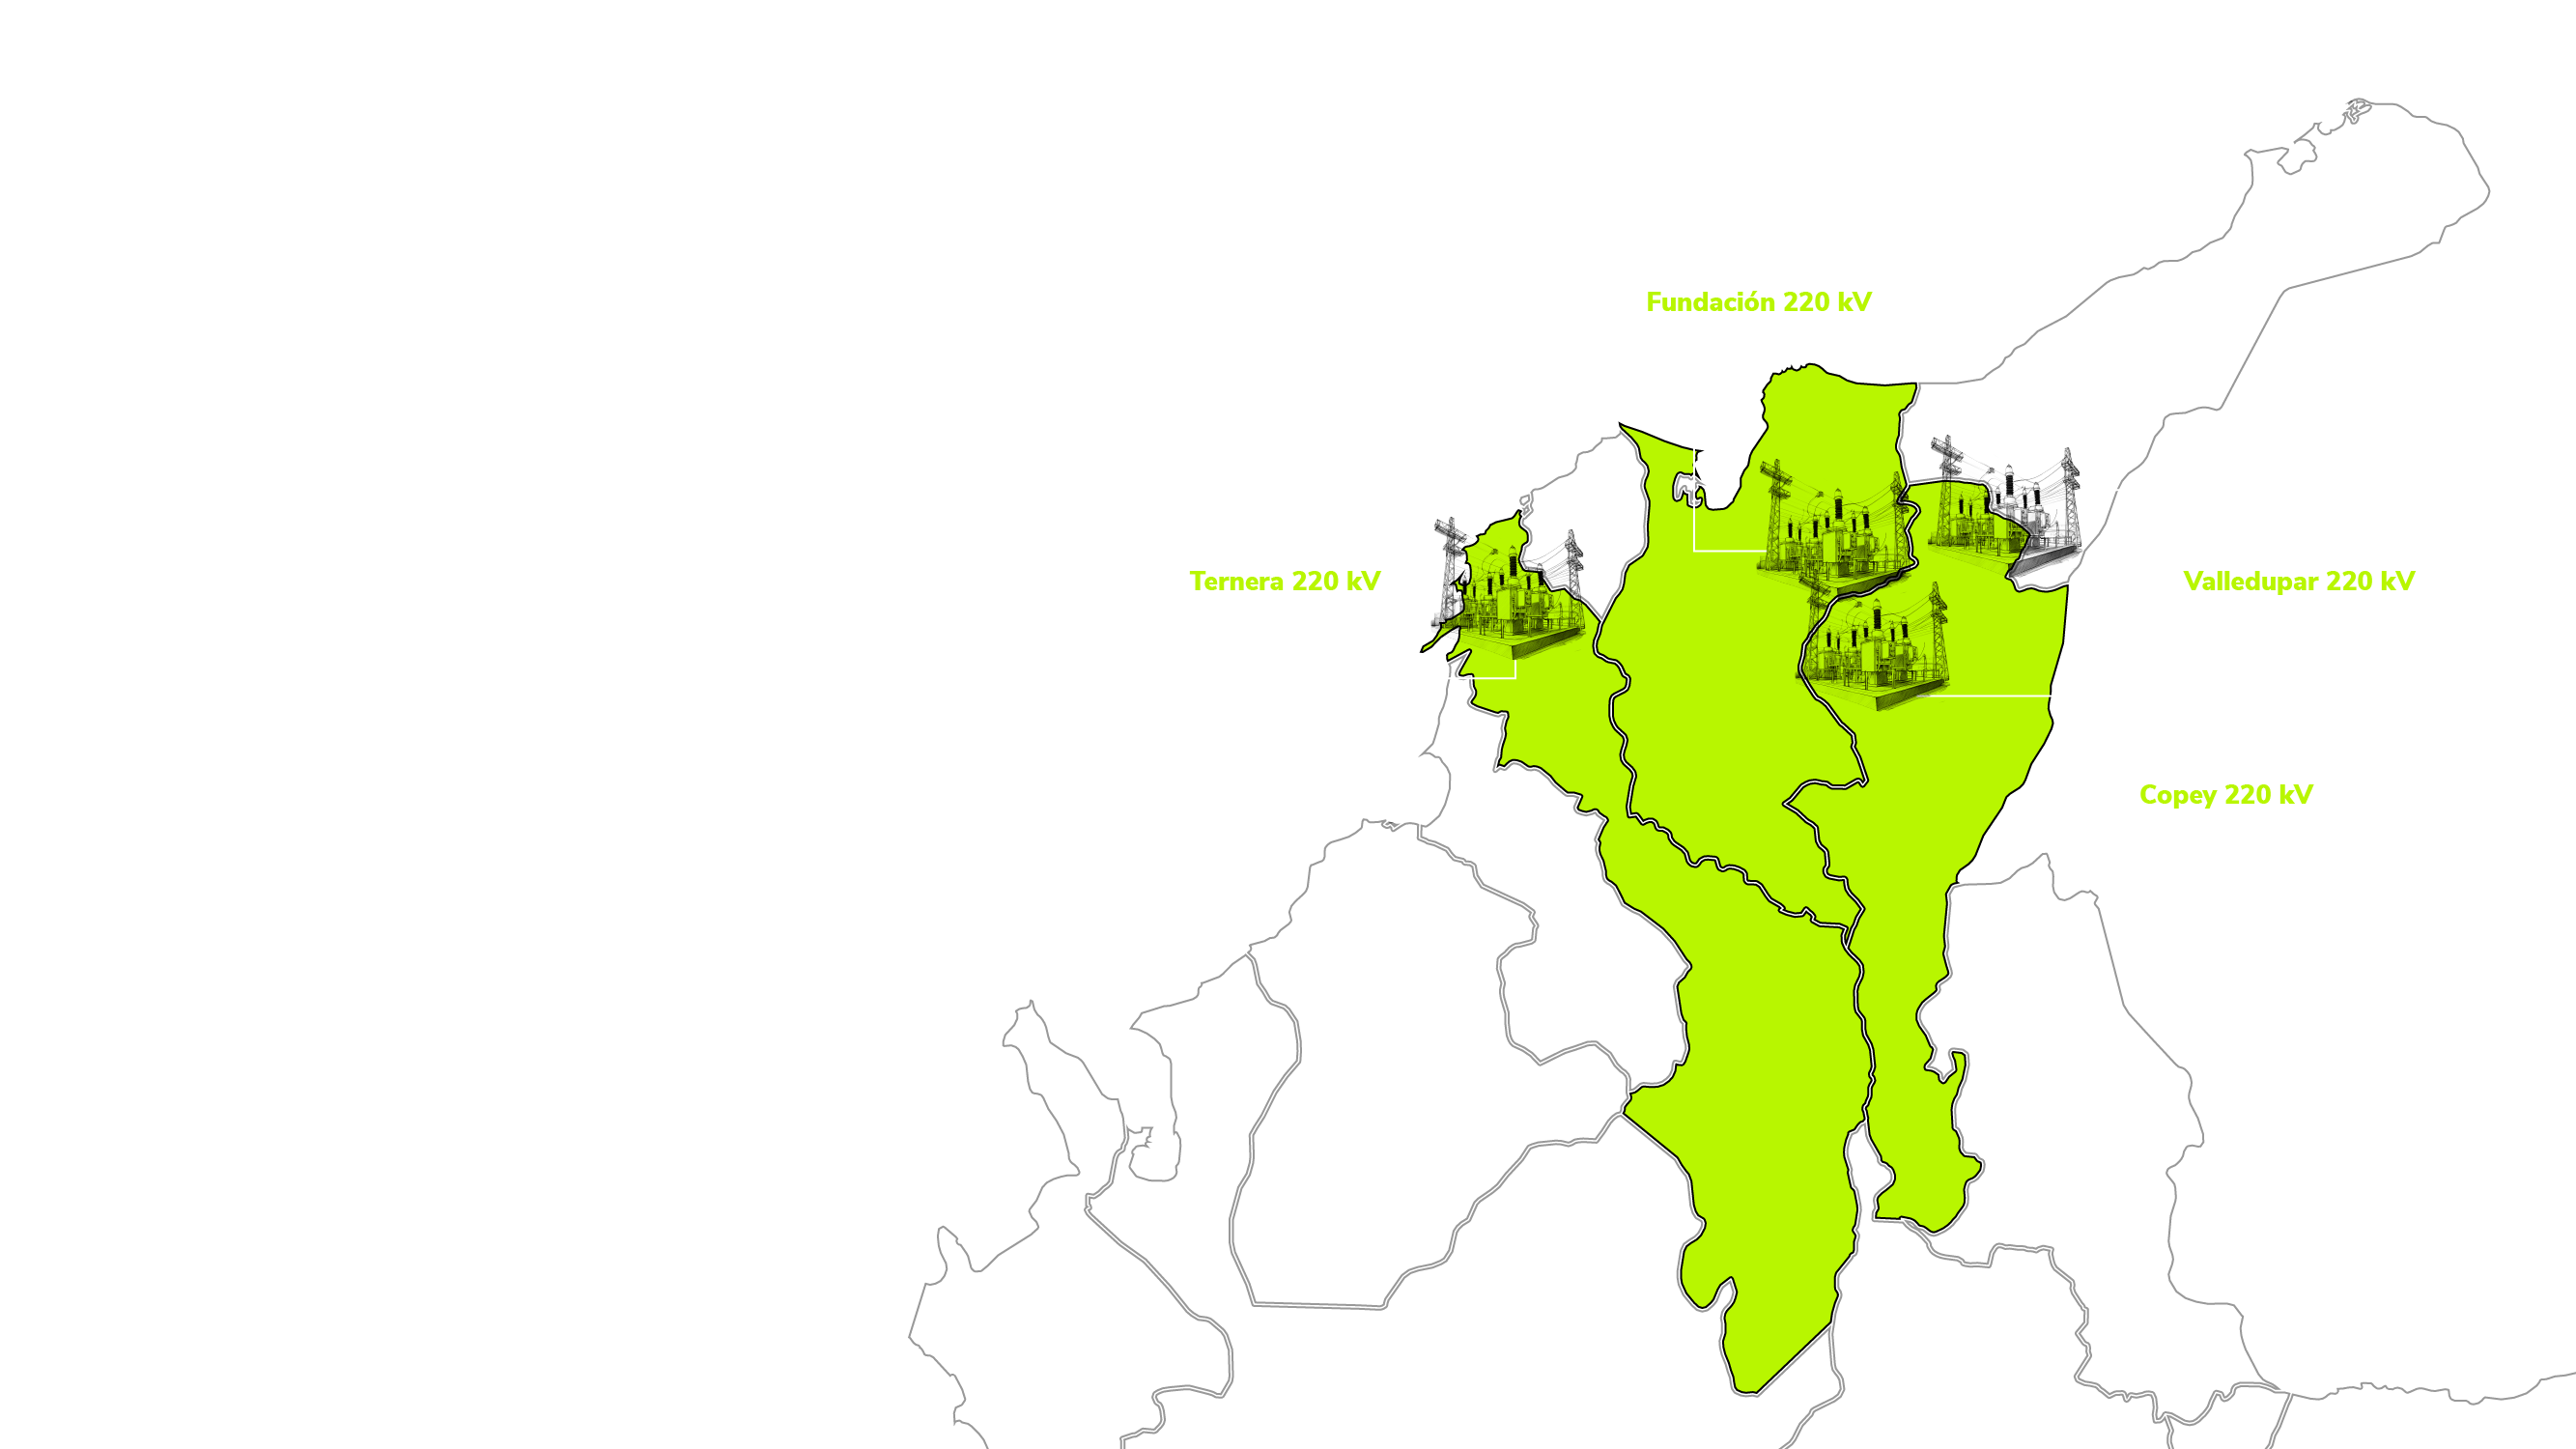 Fundación 220 kV
Ternera 220 kV
Valledupar 220 kV
Copey 220 kV